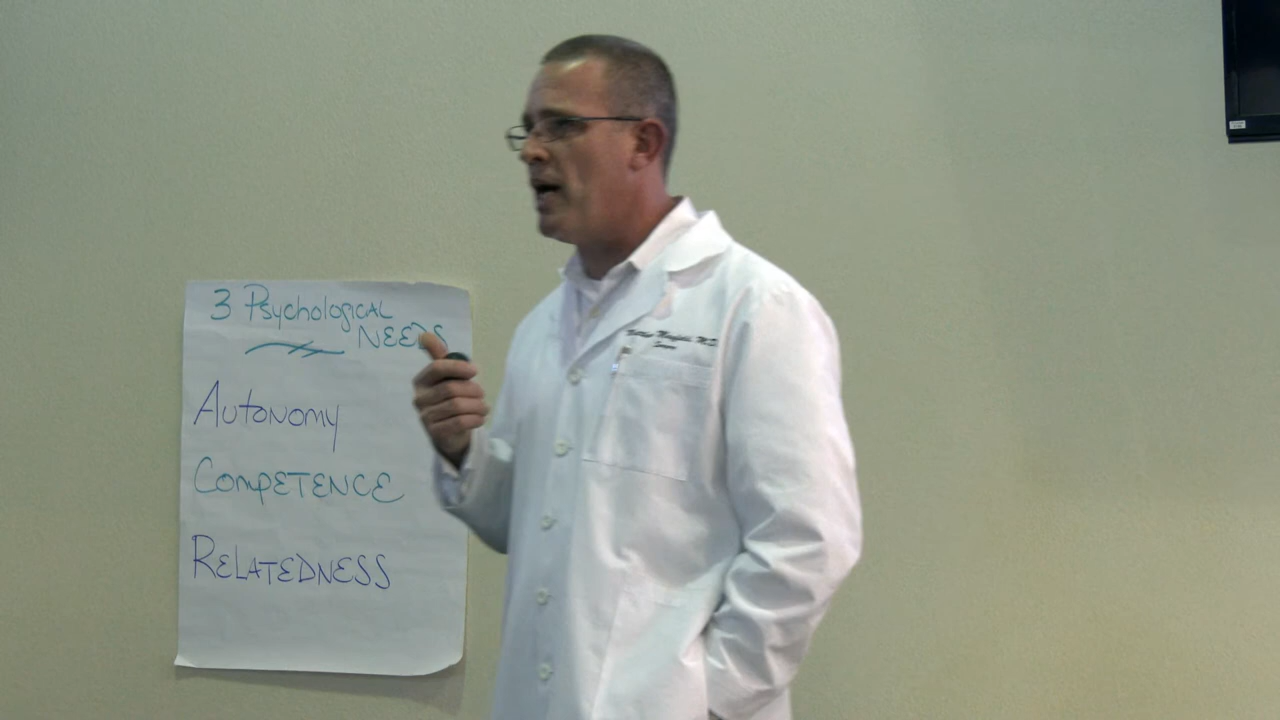 3 Psychological
NEEDS
Autonomy
COMPETENCE
RELATEDNESS
M.D.